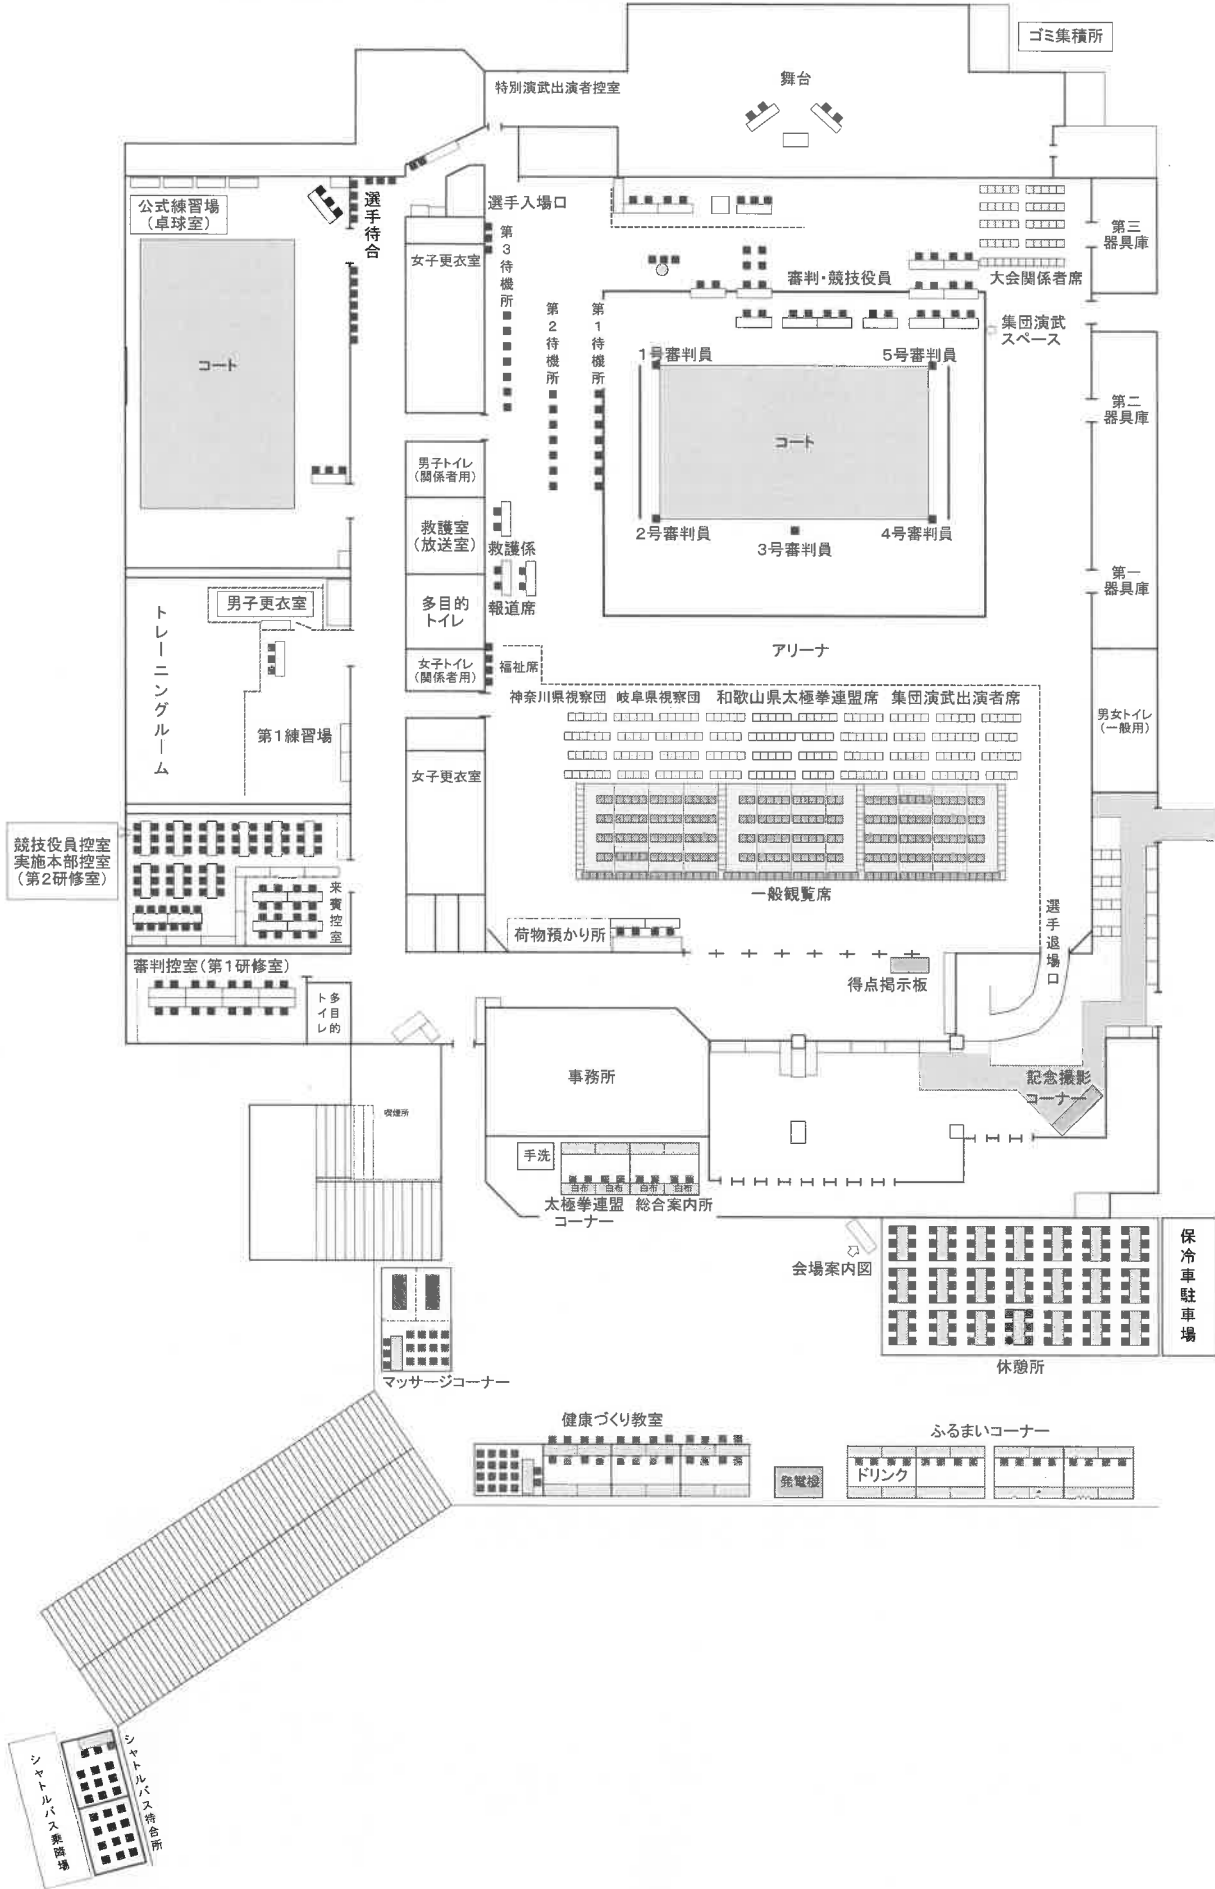 ゴミ集積所
舞台
特別演武出演者控室
公式練習場
（卓球室）
選手待合
選手入場口
女子更衣室
第3待機所
第2待機所
第1待機所
審判・競技役員
大会関係者席
第三
器具庫
集団演武
スペース
1号審判員
5号審判員
コート
コート
第二
器具庫
男子トイレ
（関係者用）
救護室
（放送室）
救護係
2号審判員
3号審判員
4号審判員
男子更衣室
トレーニングルーム
多目的
トイレ
報道席
第一
器具庫
アリーナ
女子トイレ
（関係者用）
福祉席
神奈川県視察団
岐阜県視察団
和歌山県太極拳連盟席
集団演武出演者席
男女トイレ
（一般用）
第1練習場
女子更衣室
競技役員控室
実施本部控室
（第2研修室）
来賓控室
一般観覧席
荷物預かり所
選手退場口
審判控室（第1研修室）
多目的
トイレ
得点掲示板
事務所
記念撮影
コーナー
喫煙所
手洗
白布
白布
白布
白布
太極拳連盟
コーナー
総合案内所
会場案内図
保冷車駐車場
休憩所
マッサージコーナー
健康づくり教室
ふるまいコーナー
発電機
ドリンク
シャトルバス待合所
シャトルバス乗降場